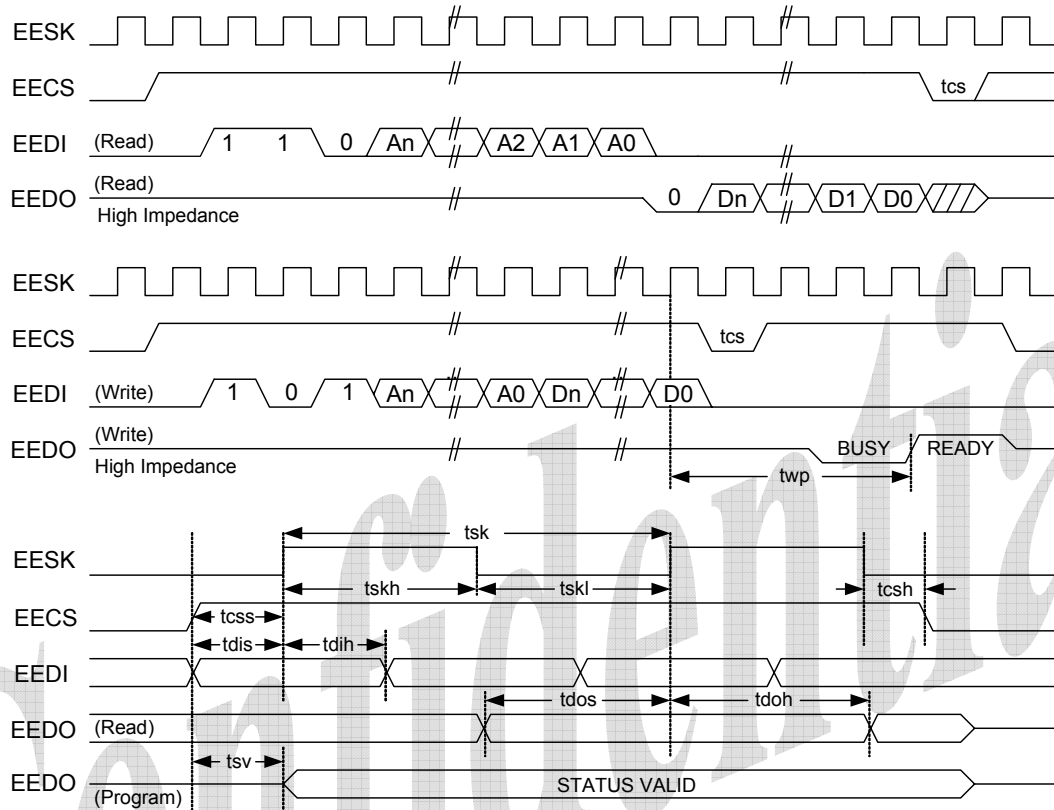 EESK
EECS tcs
EEDI (Read) 1 1 0 An A2 A1 A0
EEDO (Read) 0 Dn D1 D0
High Impedance
EESK
EECS tcs
EEDI (Write) 1 0 1 An A0 Dn D0
EEDO (Write) BUSY READY
High Impedance
twp
tsk
EESK
tskh tskl tcsh
EECS tcss
tdis tdih
EEDI
tdos tdoh
EEDO (Read)
tsv
EEDO (Program) STATUS VALID
Confidentia